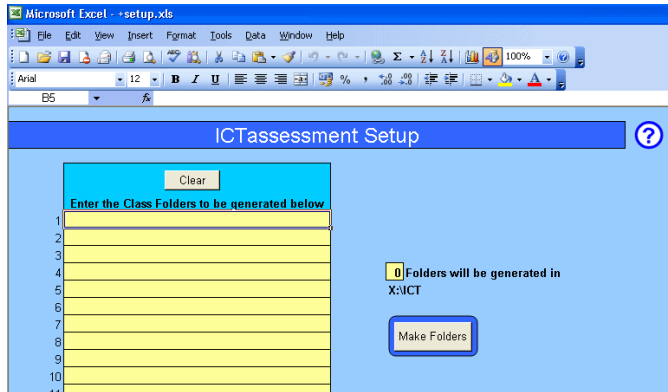 Microsoft Excel - +setup.xls
File Edit View Insert Format Tools Data Window Help
100%
Arial 12 B I U
B5 fx
ICTassessment Setup
?
Clear
Enter the Class Folders to be generated below
1
2
3
4
5
6
7
8
9
10
0 Folders will be generated in
X:\ICT
Make Folders